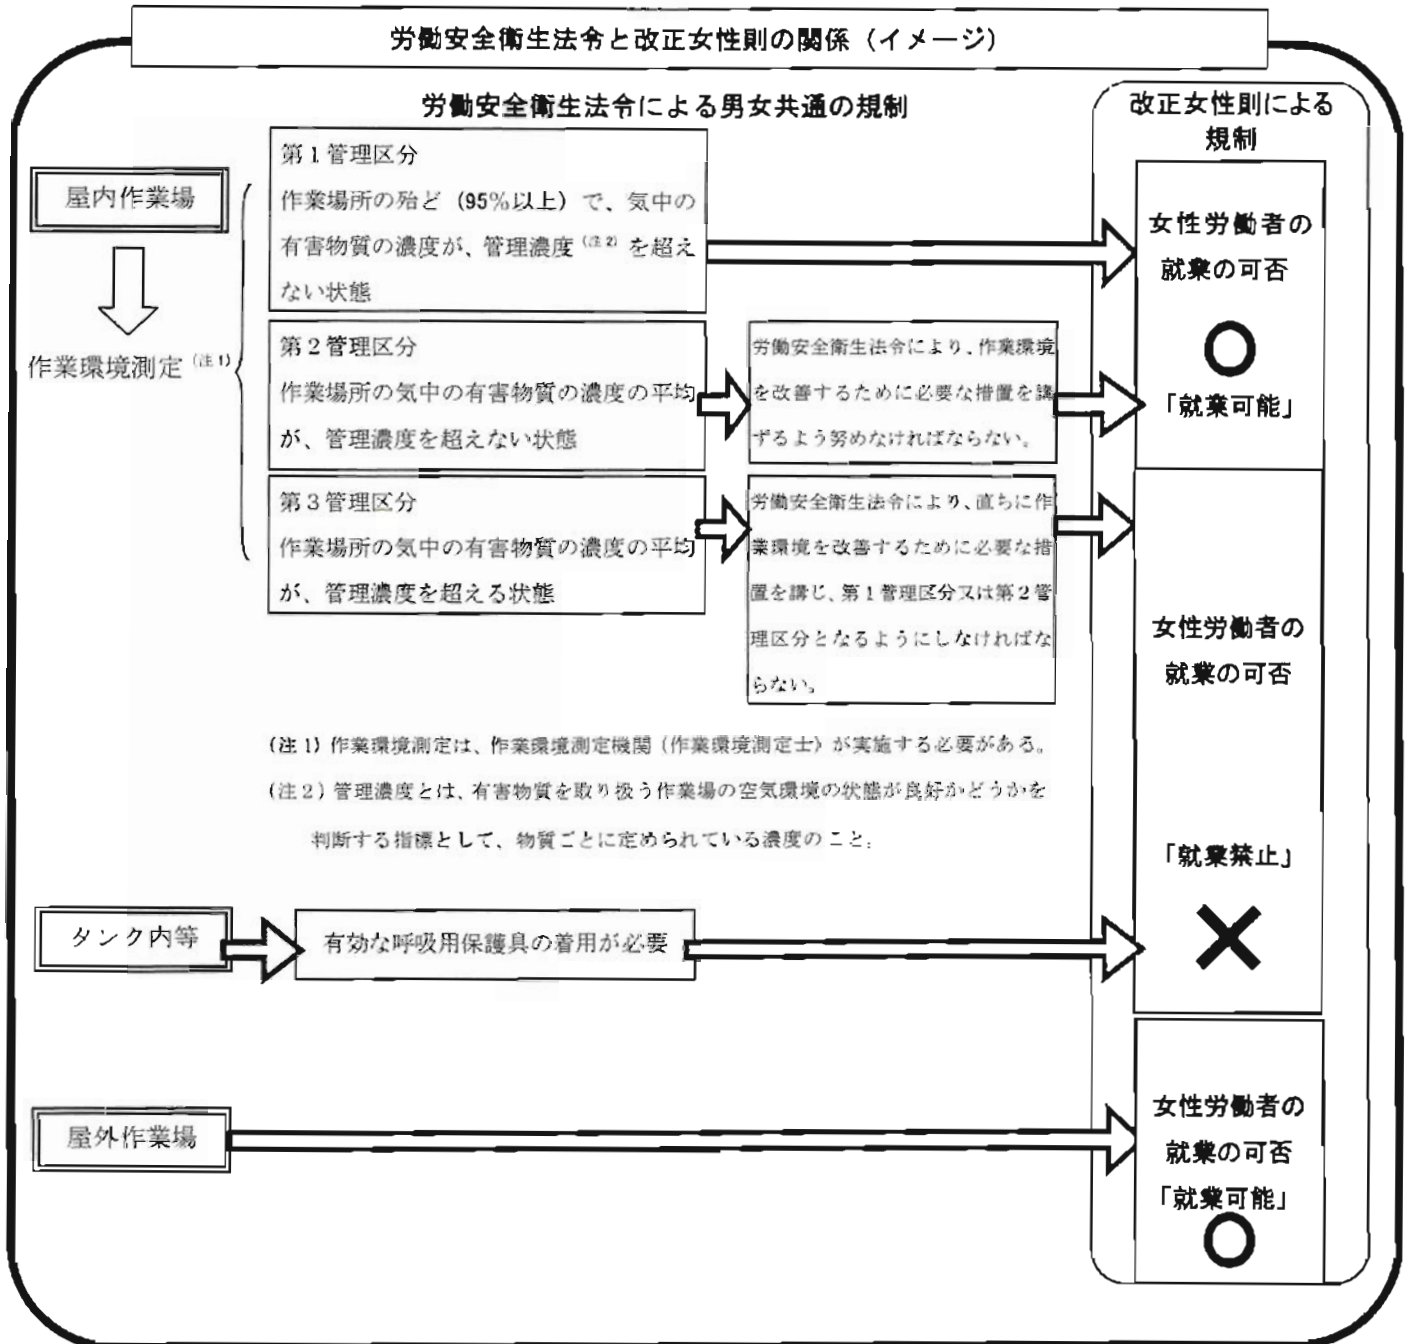 労働安全衛生法令と改正女性則の関係（イメージ）
労働安全衛生法令による男女共通の規制
改正女性則による
規制
屋内作業場
作業環境測定（注1）
第１管理区分
作業場所の殆ど（95%以上）で、気中の
有害物質の濃度が、管理濃度（注2）を超え
ない状態
第２管理区分
作業場所の気中の有害物質の濃度の平均
が、管理濃度を超えない状態
労働安全衛生法令により、作業環境
を改善するために必要な措置を講
ずるよう努めなければならない。
第３管理区分
作業場所の気中の有害物質の濃度の平均
が、管理濃度を超える状態
労働安全衛生法令により、直ちに作
業環境を改善するために必要な措
置を講じ、第１管理区分又は第２管
理区分となるようにしなければな
らない。
女性労働者の
就業の可否
○
「就業可能」
女性労働者の
就業の可否
「就業禁止」
×
（注１）作業環境測定は、作業環境測定機関（作業環境測定士）が実施する必要がある。
（注２）管理濃度とは、有害物質を取り扱う作業場の空気環境の状態が良好かどうかを
判断する指標として、物質ごとに定められている濃度のこと。
タンク内等
有効な呼吸用保護具の着用が必要
屋外作業場
女性労働者の
就業の可否
「就業可能」
○